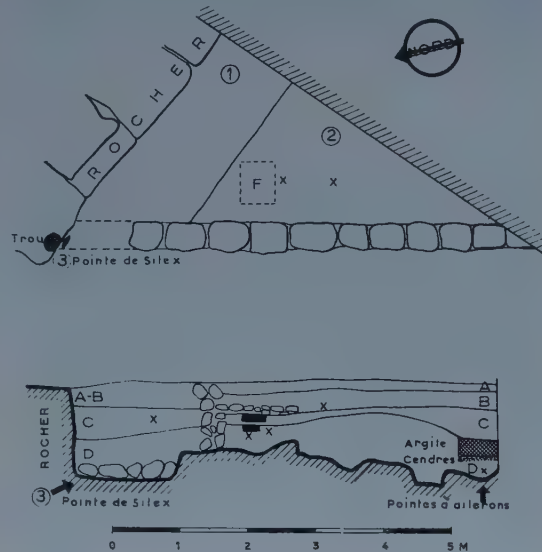 NORD
ROCHER
1
2
F
x x
Trou
3 Pointe de Silex
A-B
A
B
C
x
x
C
x
x
D
Argile
Cendres
D x
ROCHER
3
Pointe de Silex
Pointes à ailerons
0 1 2 3 4 5 M